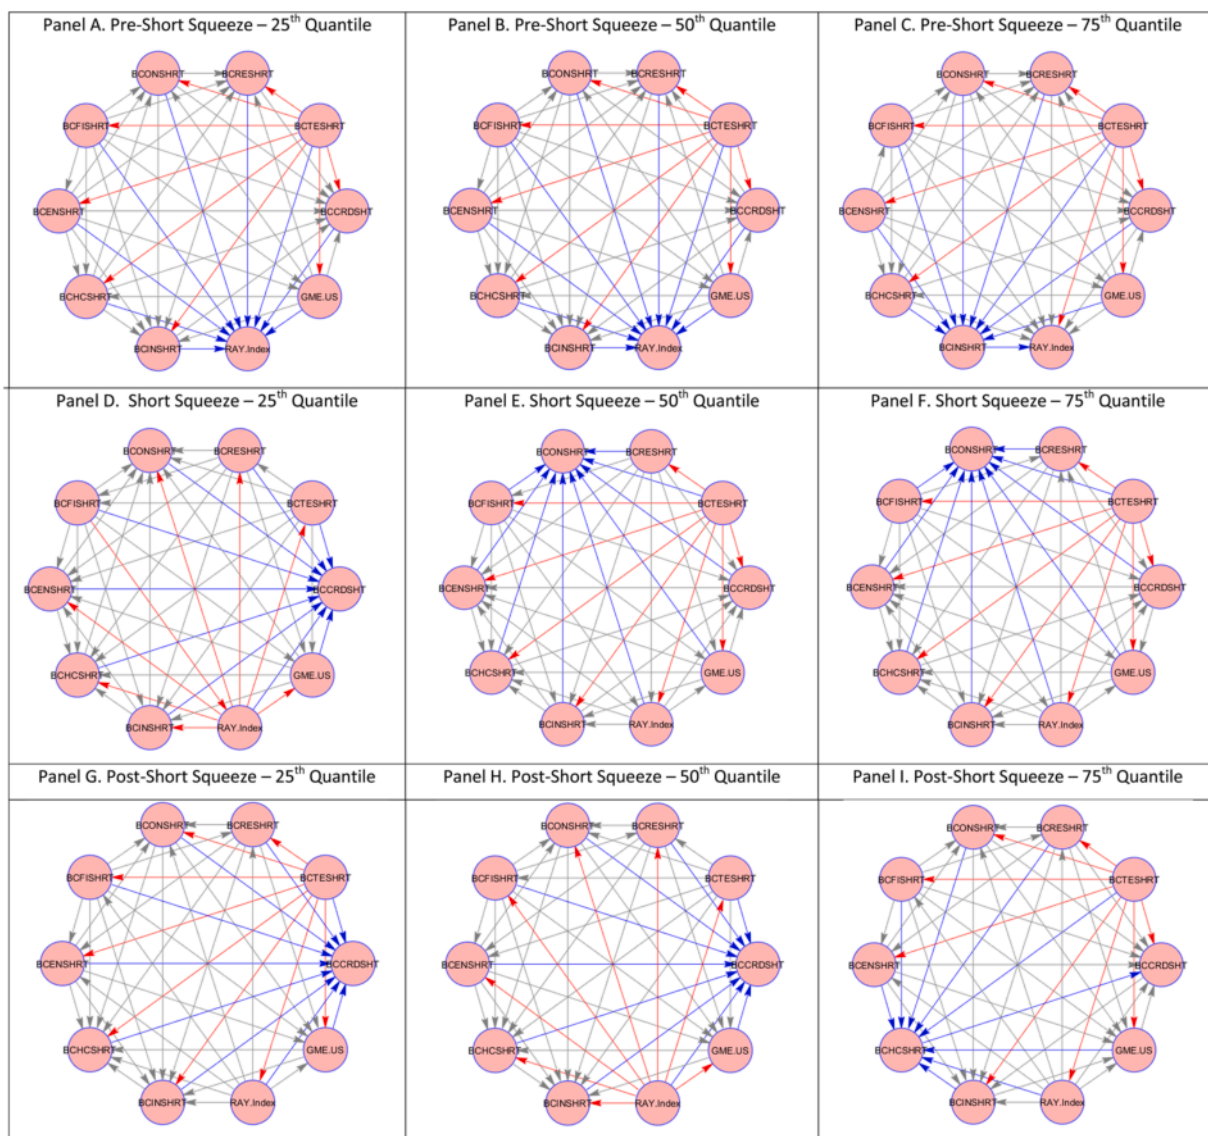 Panel A. Pre-Short Squeeze – 25th Quantile
BCONSHRT BCRESHRT
BCFISHRT BCTESHRT
BCENSHRT BCCRDSHT
BCHCSHRT GME.US
BCINSHRT RAY.Index
Panel B. Pre-Short Squeeze – 50th Quantile
BCONSHRT BCRESHRT
BCFISHRT BCTESHRT
BCENSHRT BCCRDSHT
BCHCSHRT GME.US
BCINSHRT RAY.Index
Panel C. Pre-Short Squeeze – 75th Quantile
BCONSHRT BCRESHRT
BCFISHRT BCTESHRT
BCENSHRT BCCRDSHT
BCHCSHRT GME.US
BCINSHRT RAY.Index
Panel D. Short Squeeze – 25th Quantile
BCONSHRT BCRESHRT
BCFISHRT BCTESHRT
BCENSHRT BCCRDSHT
BCHCSHRT GME.US
BCINSHRT RAY.Index
Panel E. Short Squeeze – 50th Quantile
BCONSHRT BCRESHRT
BCFISHRT BCTESHRT
BCENSHRT BCCRDSHT
BCHCSHRT GME.US
BCINSHRT RAY.Index
Panel F. Short Squeeze – 75th Quantile
BCONSHRT BCRESHRT
BCFISHRT BCTESHRT
BCENSHRT BCCRDSHT
BCHCSHRT GME.US
BCINSHRT RAY.Index
Panel G. Post-Short Squeeze – 25th Quantile
BCONSHRT BCRESHRT
BCFISHRT BCTESHRT
BCENSHRT BCCRDSHT
BCHCSHRT GME.US
BCINSHRT RAY.Index
Panel H. Post-Short Squeeze – 50th Quantile
BCONSHRT BCRESHRT
BCFISHRT BCTESHRT
BCENSHRT BCCRDSHT
BCHCSHRT GME.US
BCINSHRT RAY.Index
Panel I. Post-Short Squeeze – 75th Quantile
BCONSHRT BCRESHRT
BCFISHRT BCTESHRT
BCENSHRT BCCRDSHT
BCHCSHRT GME.US
BCINSHRT RAY.Index